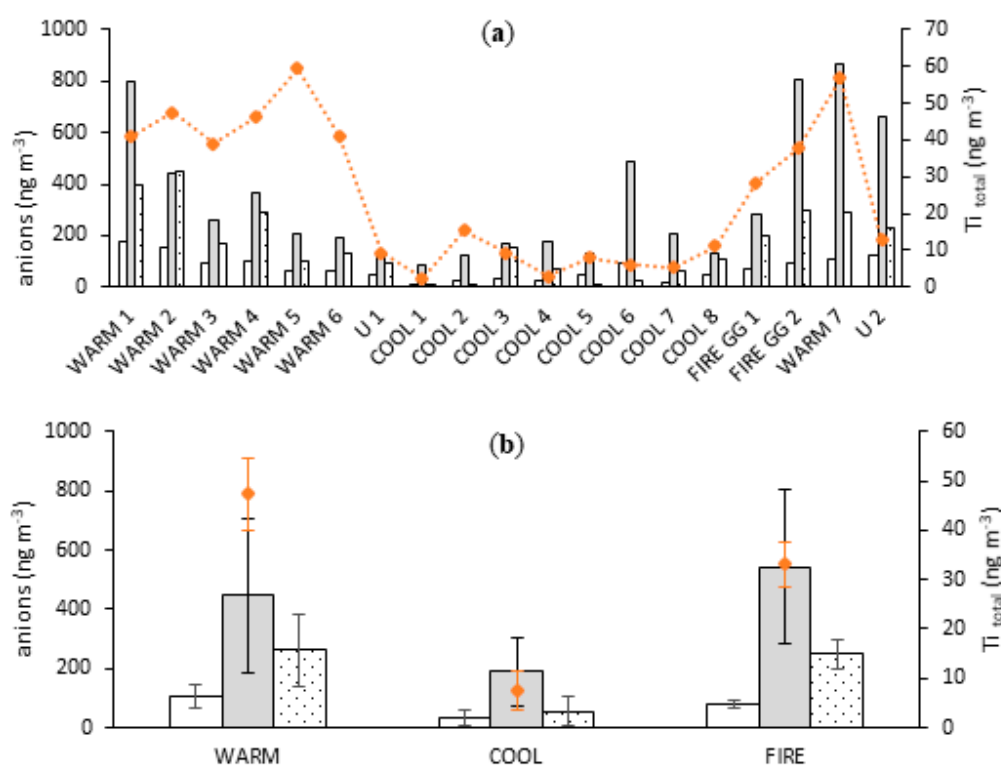 (a)
anions (ng m-3)
1000
800
600
400
200
0
70
60
50
40
30
20
10
0
Ti total (ng m-3)
WARM 1
WARM 2
WARM 3
WARM 4
WARM 5
WARM 6
U 1
COOL 1
COOL 2
COOL 3
COOL 4
COOL 5
COOL 6
COOL 7
COOL 8
FIRE GG 1
FIRE GG 2
WARM 7
U 2
(b)
anions (ng m-3)
1000
800
600
400
200
0
60
50
40
30
20
10
0
Ti total (ng m-3)
WARM
COOL
FIRE